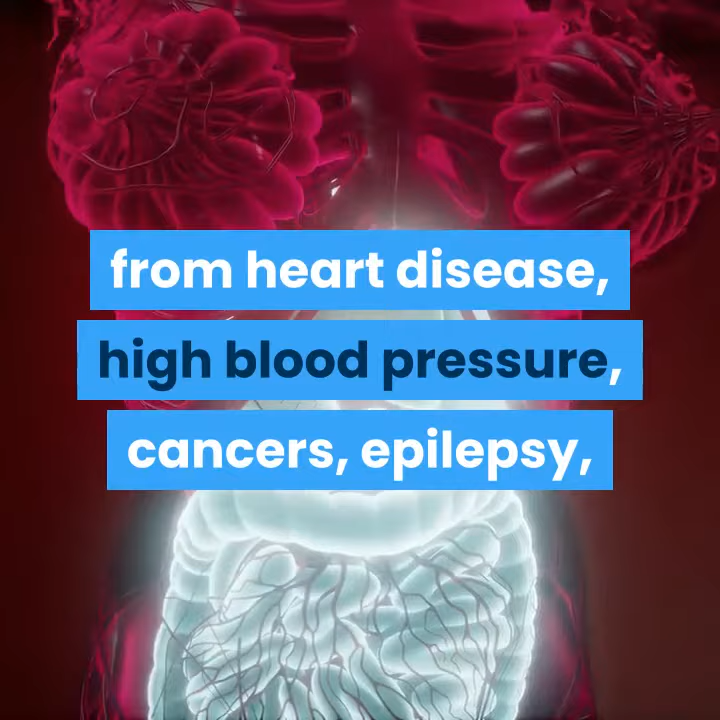 from heart disease,
high blood pressure,
cancers, epilepsy,